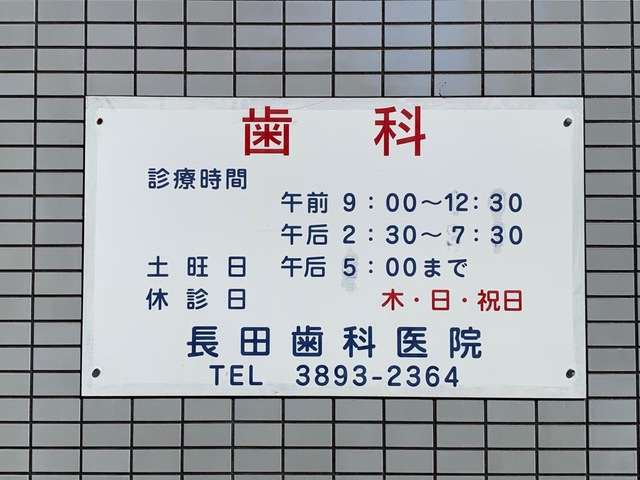 歯科
診療時間
午前 9:00〜12:30
午后 2:30〜7:30
土旺日 午后 5:00まで
休診日 木・日・祝日
長田歯科医院
TEL 3893-2364